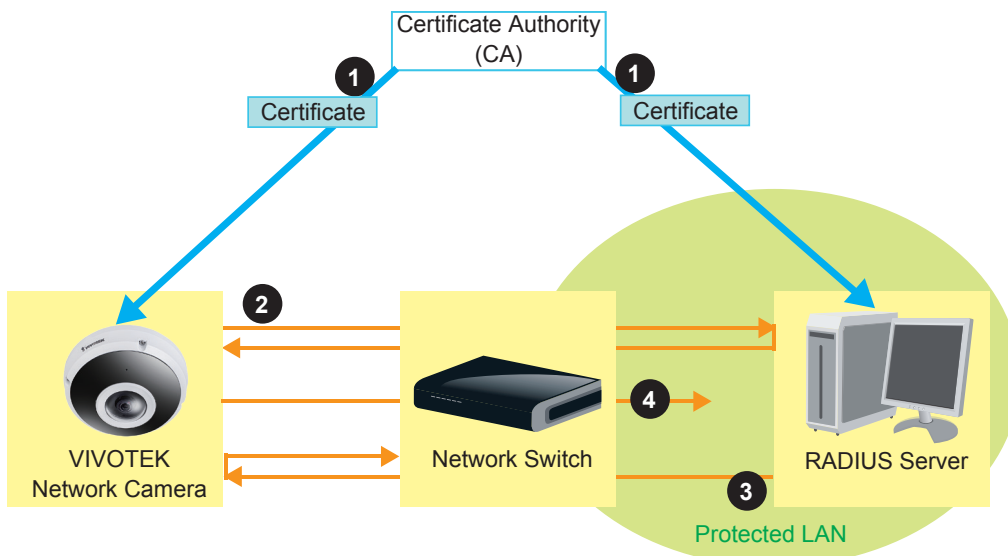 Certificate Authority
(CA)
1
1
Certificate
Certificate
2
4
VIVOTEK
Network Camera
Network Switch
RADIUS Server
3
Protected LAN